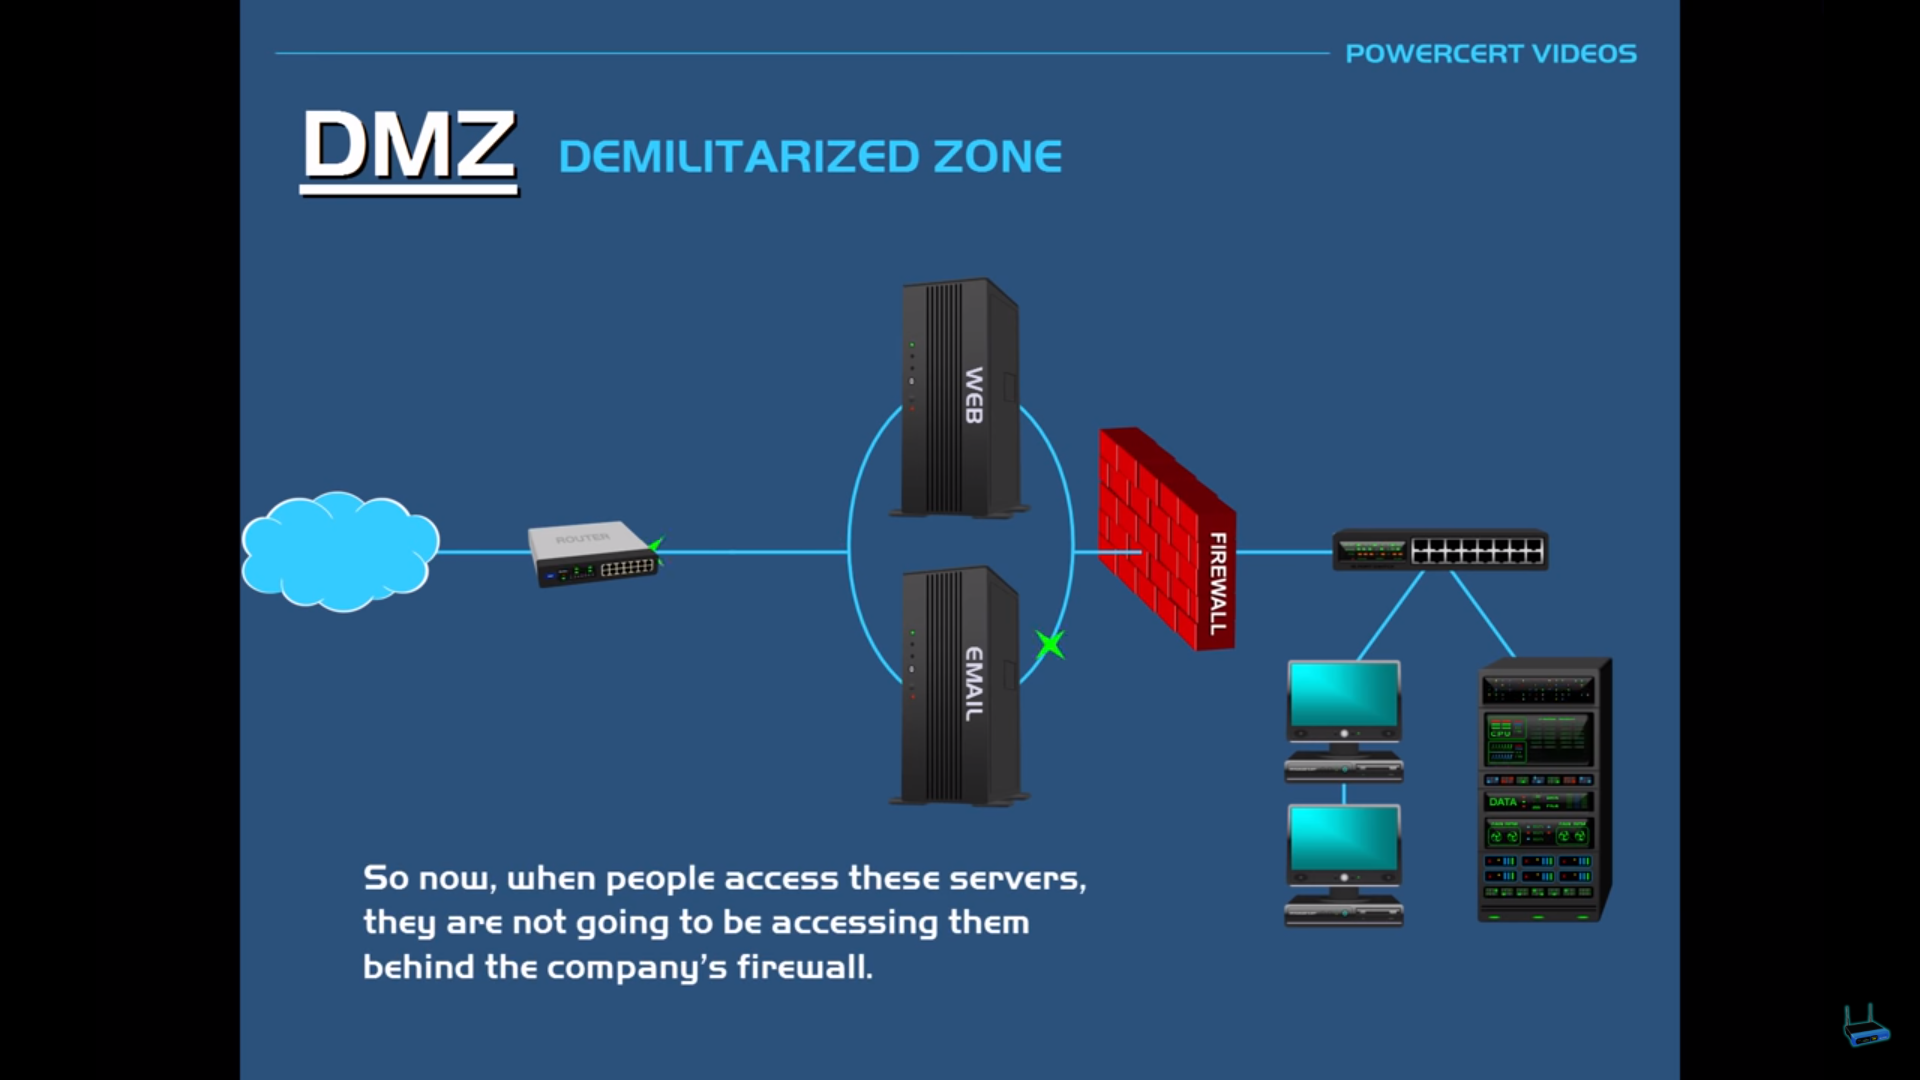 POWERCERT VIDEOS
DMZ DEMILITARIZED ZONE
WEB
ROUTER
FIREWALL
EMAIL
CPU
DATA
So now, when people access these servers,
they are not going to be accessing them
behind the company's firewall.